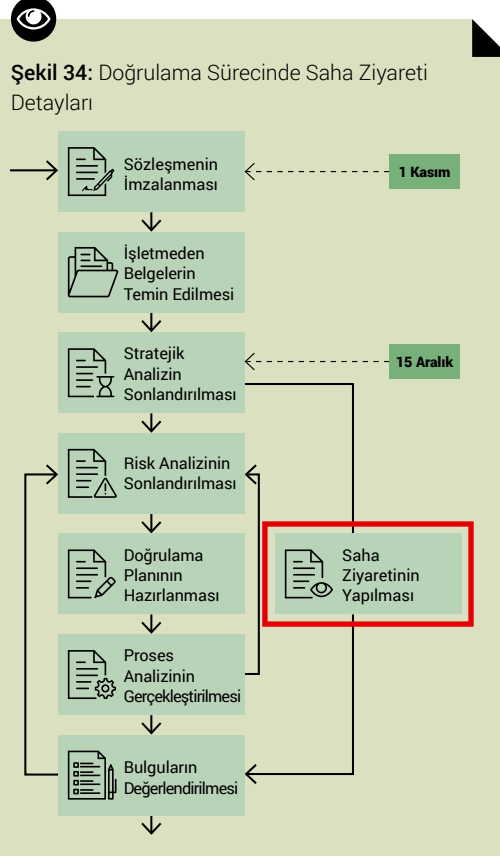 Şekil 34: Doğrulama Sürecinde Saha Ziyareti
Detayları
Sözleşmenin
İmzalanması
1 Kasım
İşletmeden
Belgelerin
Temin Edilmesi
Stratejik
Analizin
Sonlandırılması
15 Aralık
Risk Analizinin
Sonlandırılması
Doğrulama
Planının
Hazırlanması
Saha
Ziyaretinin
Yapılması
Proses
Analizinin
Gerçekleştirilmesi
Bulguların
Değerlendirilmesi